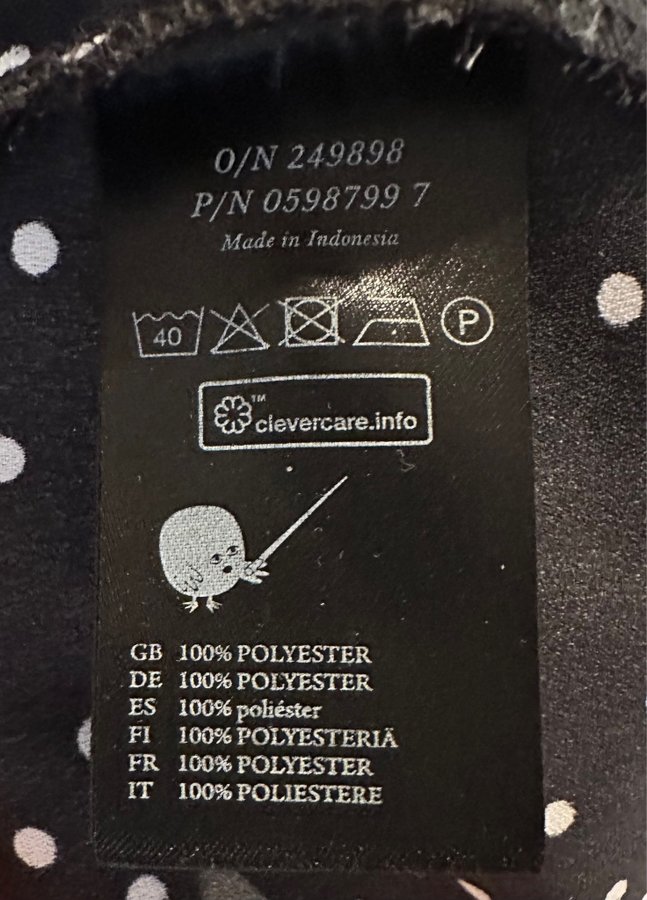 O/N 249898
P/N 0598799 7
Made in Indonesia
40 P
™ clevercare.info
GB 100% POLYESTER
DE 100% POLYESTER
ES 100% poliéster
FI 100% POLYESTERIÄ
FR 100% POLYESTER
IT 100% POLIESTERE